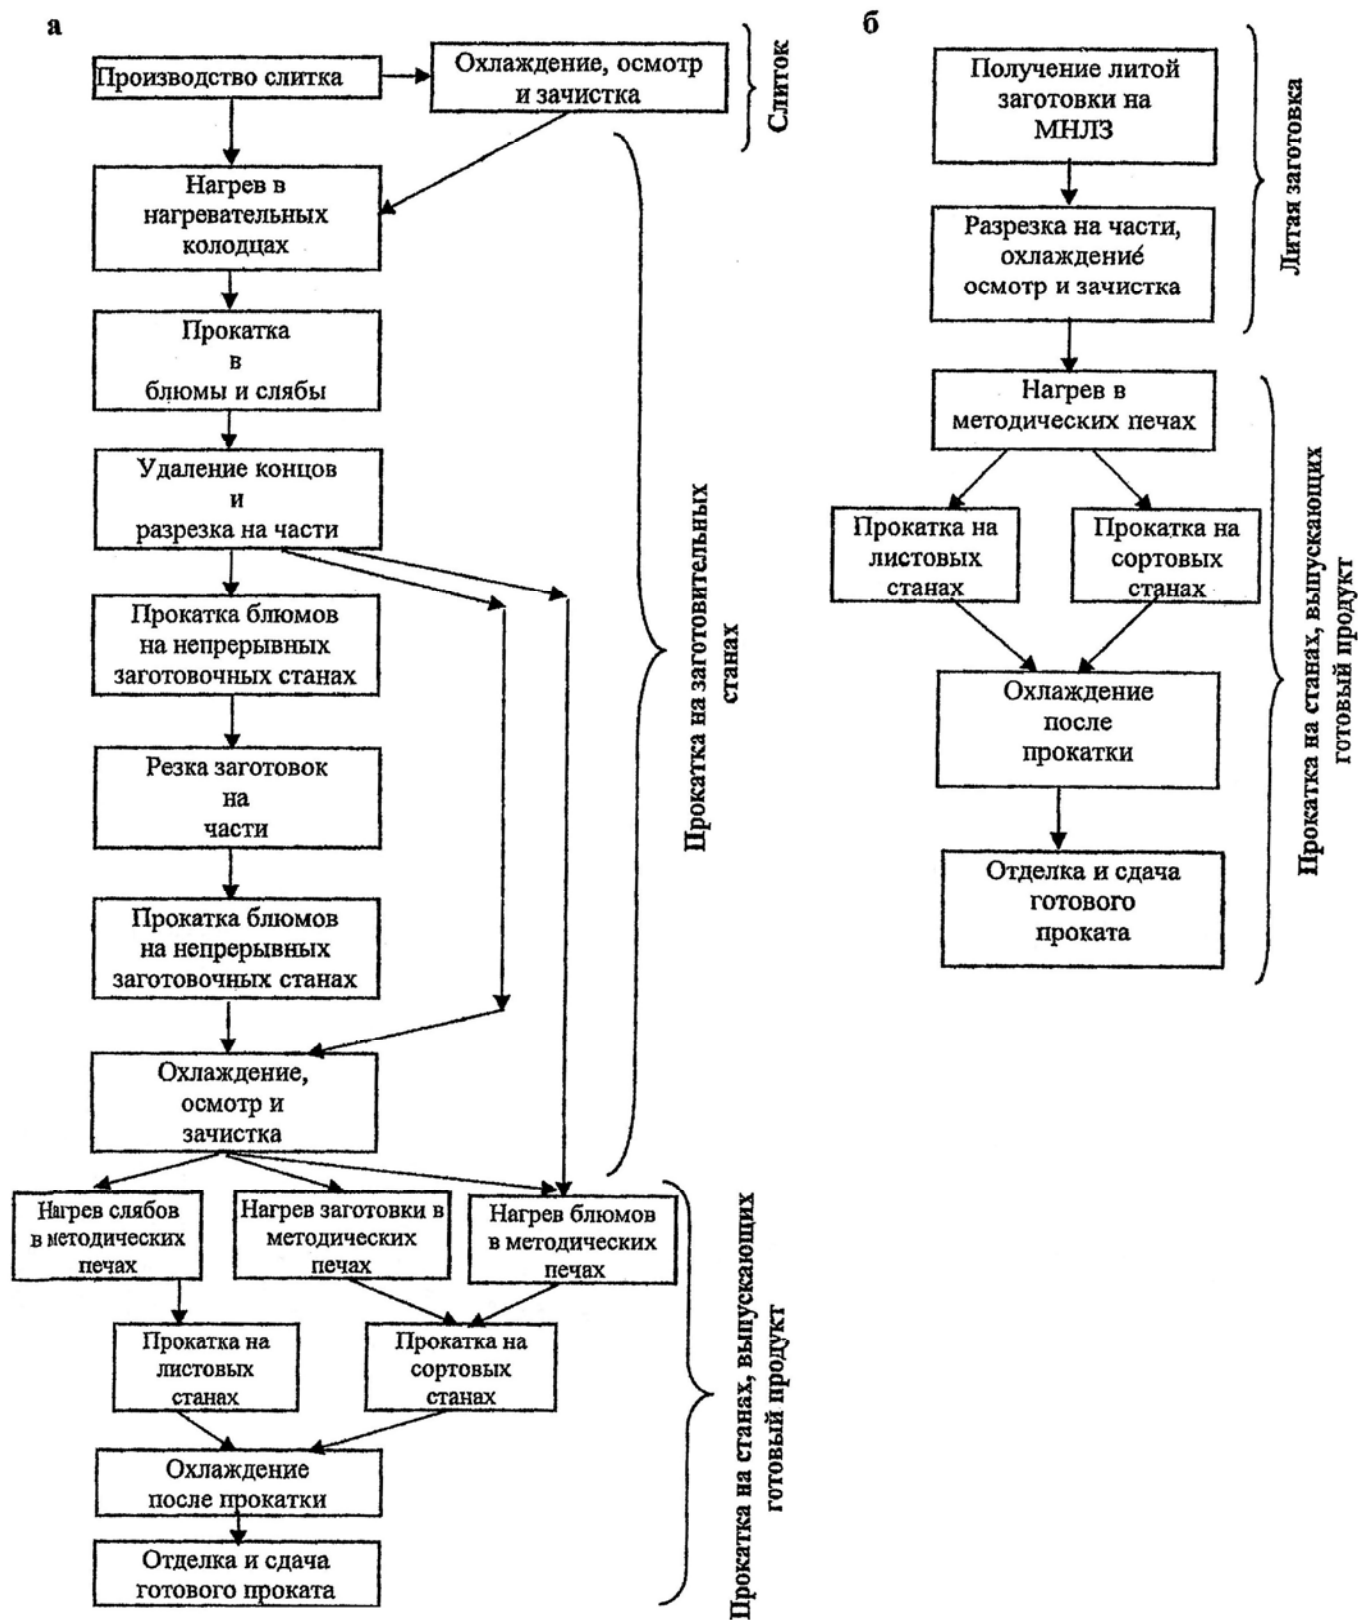 а
Производство слитка
Охлаждение, осмотр
и зачистка
Слиток
Нагрев в
нагревательных
колодцах
Прокатка
в
блюмы и слябы
Удаление концов
и
разрезка на части
Прокатка блюмов
на непрерывных
заготовочных станах
Резка заготовок
на
части
Прокатка блюмов
на непрерывных
заготовочных станах
Охлаждение,
осмотр и
зачистка
Прокатка на заготовительных
станах
Нагрев слябов
в методических
печах
Нагрев заготовки в
методических
печах
Нагрев блюмов
в методических
печах
Прокатка на
листовых
станах
Прокатка на
сортовых
станах
Охлаждение
после прокатки
Отделка и сдача
готового проката
Прокатка на станах, выпускающих
готовый продукт
б
Получение литой
заготовки на
МНЛЗ
Разрезка на части,
охлаждение
осмотр и зачистка
Литая заготовка
Нагрев в
методических печах
Прокатка на
листовых
станах
Прокатка на
сортовых
станах
Охлаждение
после
прокатки
Отделка и сдача
готового
проката
Прокатка на станах, выпускающих
готовый продукт